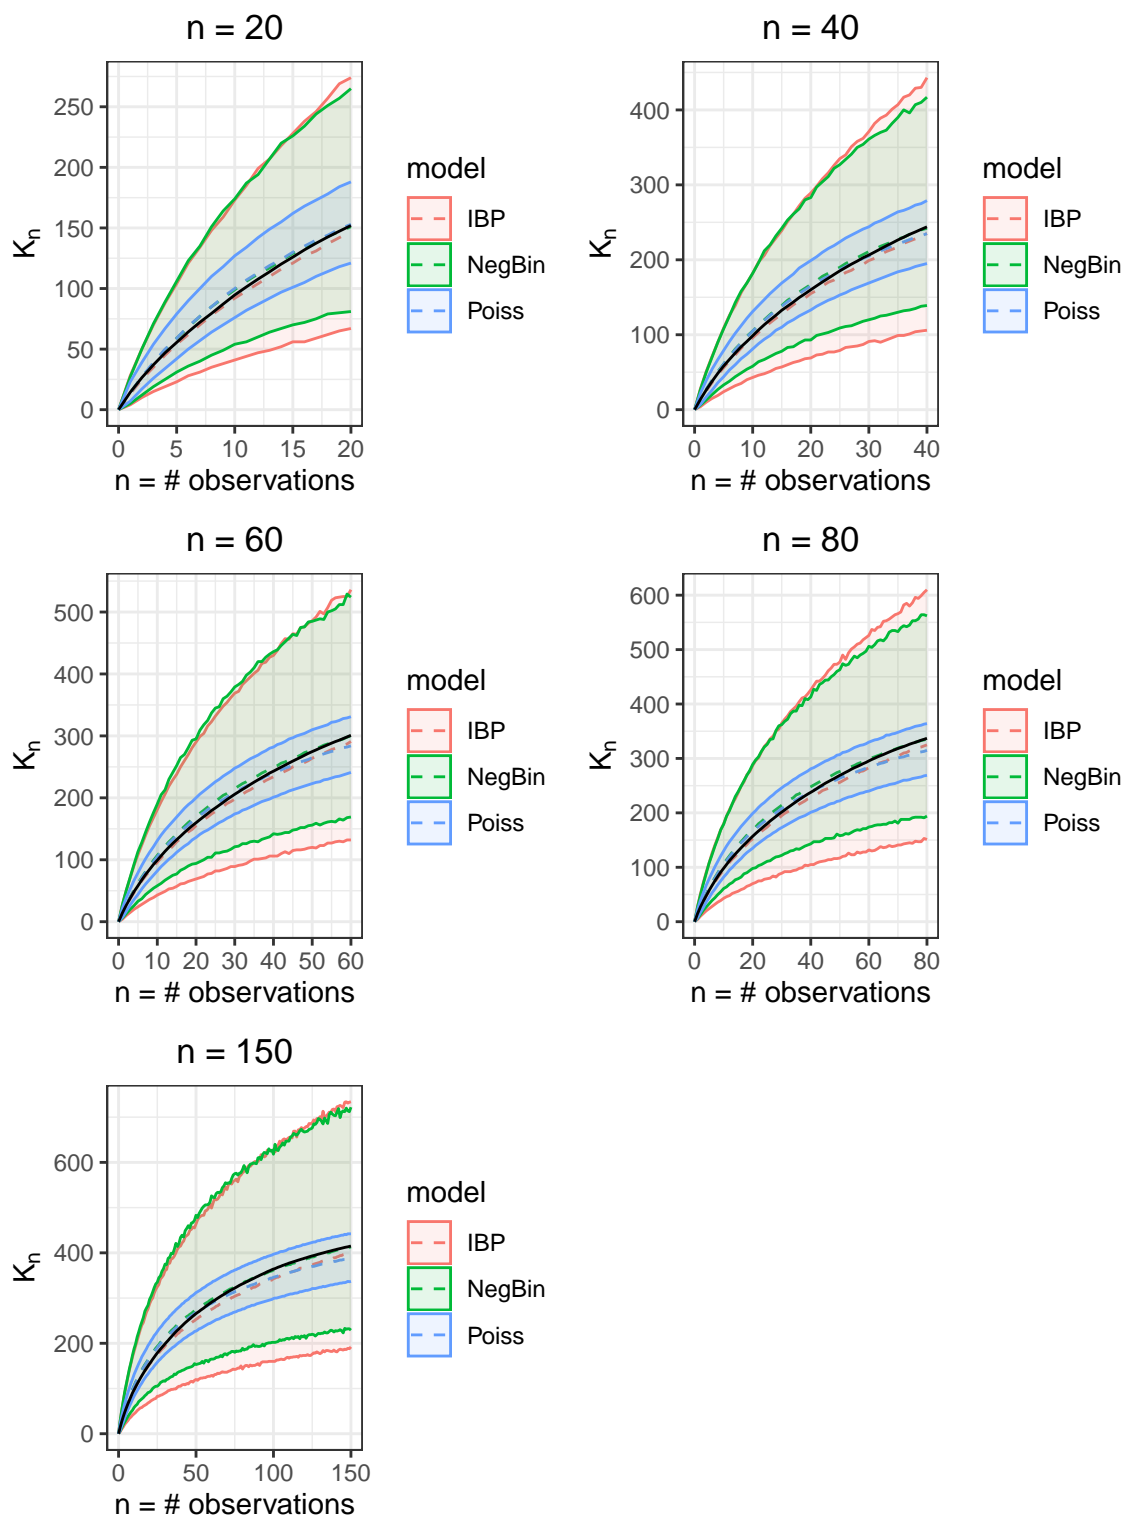 n = 20
250
200
150
100
50
0
Kn
0 5 10 15 20
n = # observations
model
IBP
NegBin
Poiss
n = 40
400
300
200
100
0
Kn
0 10 20 30 40
n = # observations
model
IBP
NegBin
Poiss
n = 60
500
400
300
200
100
0
Kn
0 10 20 30 40 50 60
n = # observations
model
IBP
NegBin
Poiss
n = 80
600
500
400
300
200
100
0
Kn
0 20 40 60 80
n = # observations
model
IBP
NegBin
Poiss
n = 150
600
400
200
0
Kn
0 50 100 150
n = # observations
model
IBP
NegBin
Poiss